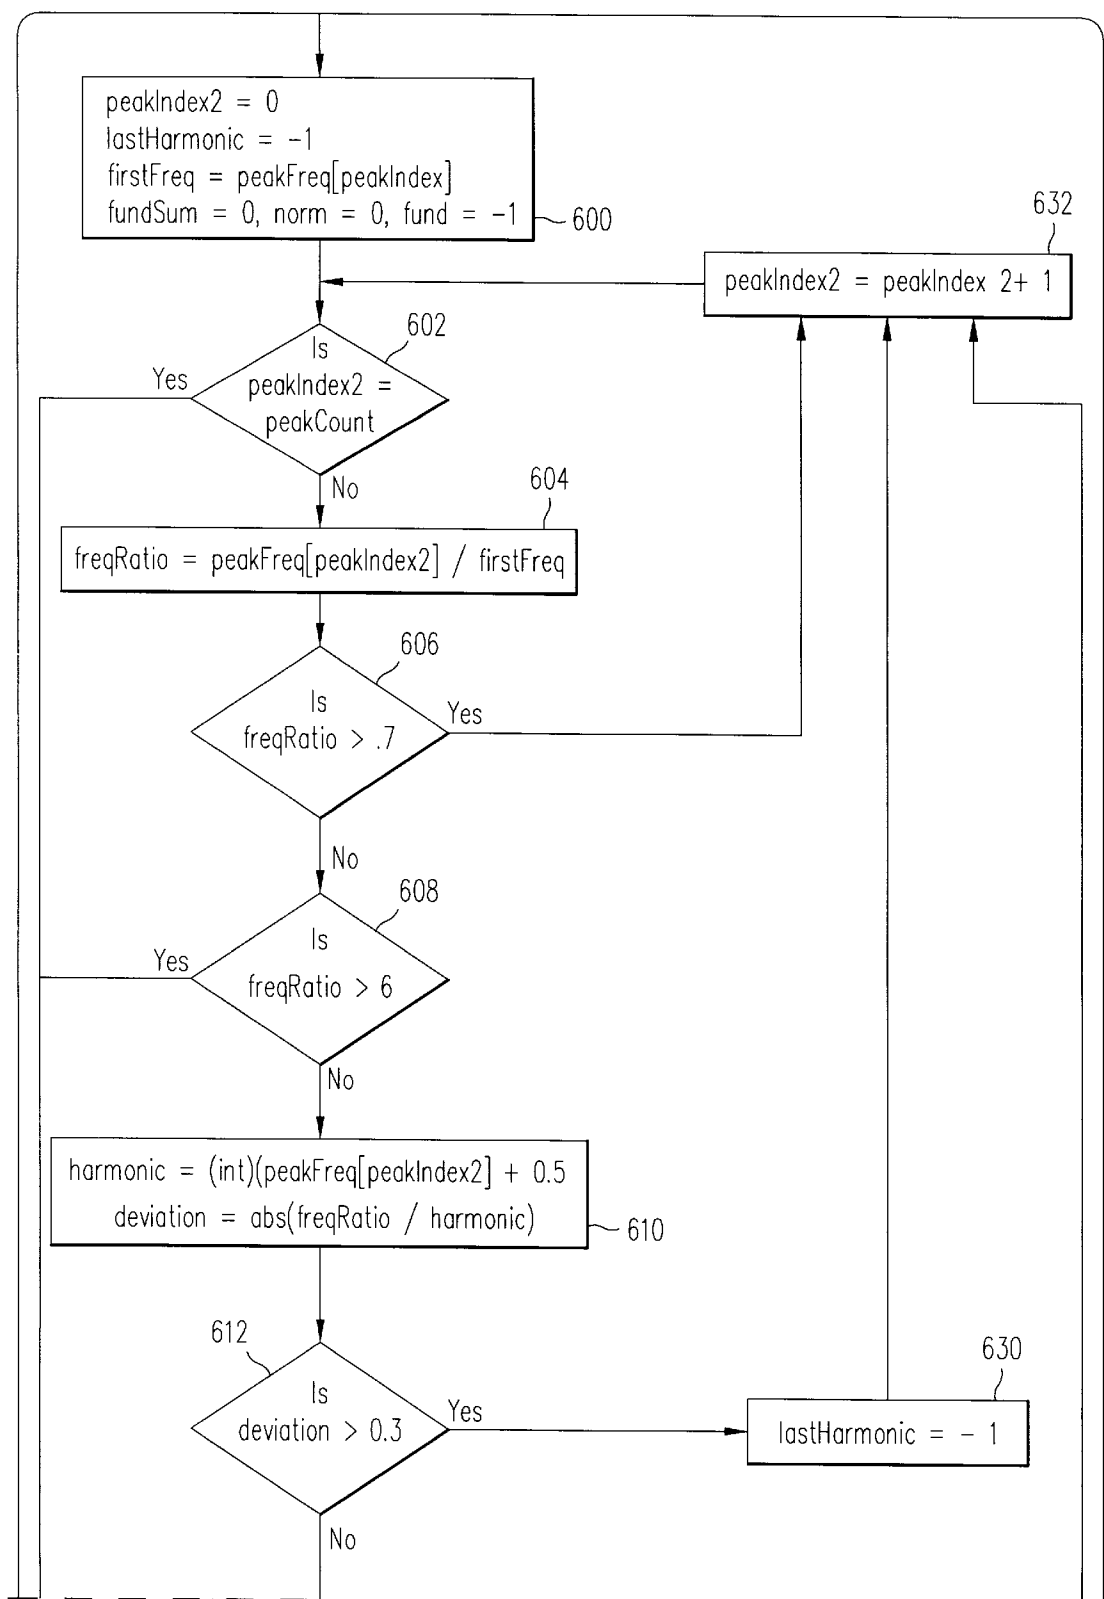 peakIndex2 = 0
lastHarmonic = -1
firstFreq = peakFreq[peakIndex]
fundSum = 0, norm = 0, fund = -1
600
632
peakIndex2 = peakIndex 2+ 1
602
Is
peakIndex2 =
peakCount
Yes
No
604
freqRatio = peakFreq[peakIndex2] / firstFreq
606
Is
freqRatio > .7
Yes
No
608
Is
freqRatio > 6
Yes
No
harmonic = (int)(peakFreq[peakIndex2] + 0.5
deviation = abs(freqRatio / harmonic)
610
612
Is
deviation > 0.3
Yes
630
lastHarmonic = - 1
No